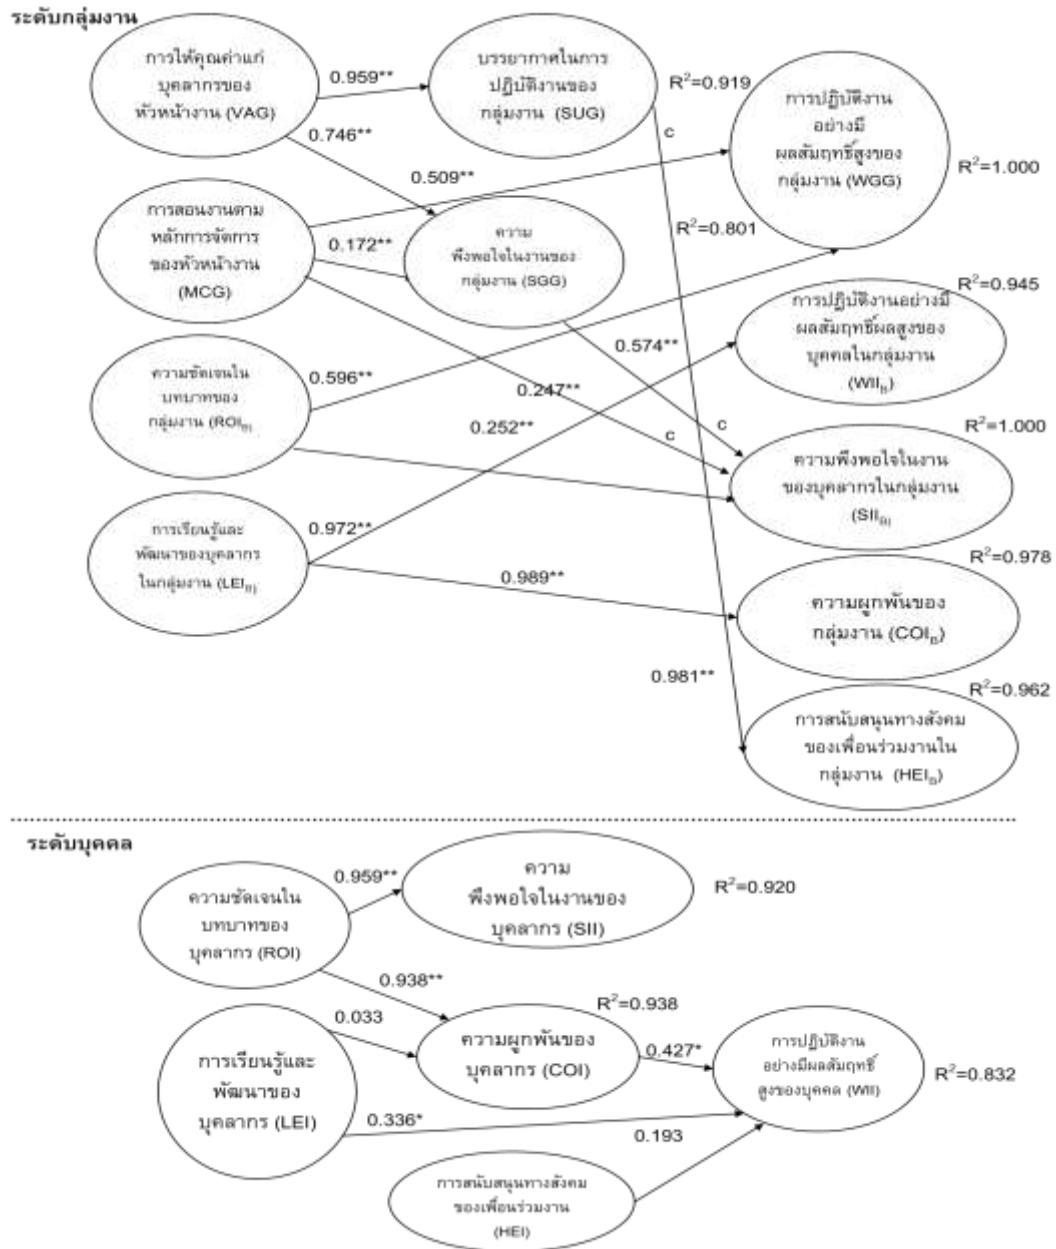 ระดับกลุ่มงาน
การให้คุณค่าแก่
บุคลากรของ
หัวหน้างาน (VAG)
0.959**
0.746**
บรรยากาศในการ
ปฏิบัติงานของ
กลุ่มงาน (SUG)
R²=0.919
c
การปฏิบัติงาน
อย่างมี
ผลสัมฤทธิ์สูงของ
กลุ่มงาน (WGG)
R²=1.000
0.509**
การสอนงานตาม
หลักการจัดการ
ของหัวหน้างาน
(MCG)
0.172**
ความ
พึงพอใจในงานของ
กลุ่มงาน (SGG)
R²=0.801
R²=0.945
การปฏิบัติงานอย่างมี
ผลสัมฤทธิ์ผลสูงของ
บุคคลในกลุ่มงาน
(WII_B)
0.574**
ความชัดเจนใน
บทบาทของ
กลุ่มงาน (ROI_B)
0.596**
0.247**
0.252**
c
c
R²=1.000
ความพึงพอใจในงาน
ของบุคลากรในกลุ่มงาน
(SII_B)
การเรียนรู้และ
พัฒนาของบุคลากร
ในกลุ่มงาน (LEI_B)
0.972**
0.989**
R²=0.978
ความผูกพันของ
กลุ่มงาน (COI_B)
0.981**
R²=0.962
การสนับสนุนทางสังคม
ของเพื่อนร่วมงานใน
กลุ่มงาน (HEI_B)
ระดับบุคคล
ความชัดเจนใน
บทบาทของ
บุคลากร (ROI)
0.959**
ความ
พึงพอใจในงานของ
บุคลากร (SII)
R²=0.920
0.938**
0.033
R²=0.938
ความผูกพันของ
บุคลากร (COI)
0.427*
การปฏิบัติงาน
อย่างมีผลสัมฤทธิ์
สูงของบุคคล (WII)
R²=0.832
การเรียนรู้และ
พัฒนาของ
บุคลากร (LEI)
0.336*
0.193
การสนับสนุนทางสังคม
ของเพื่อนร่วมงาน
(HEI)